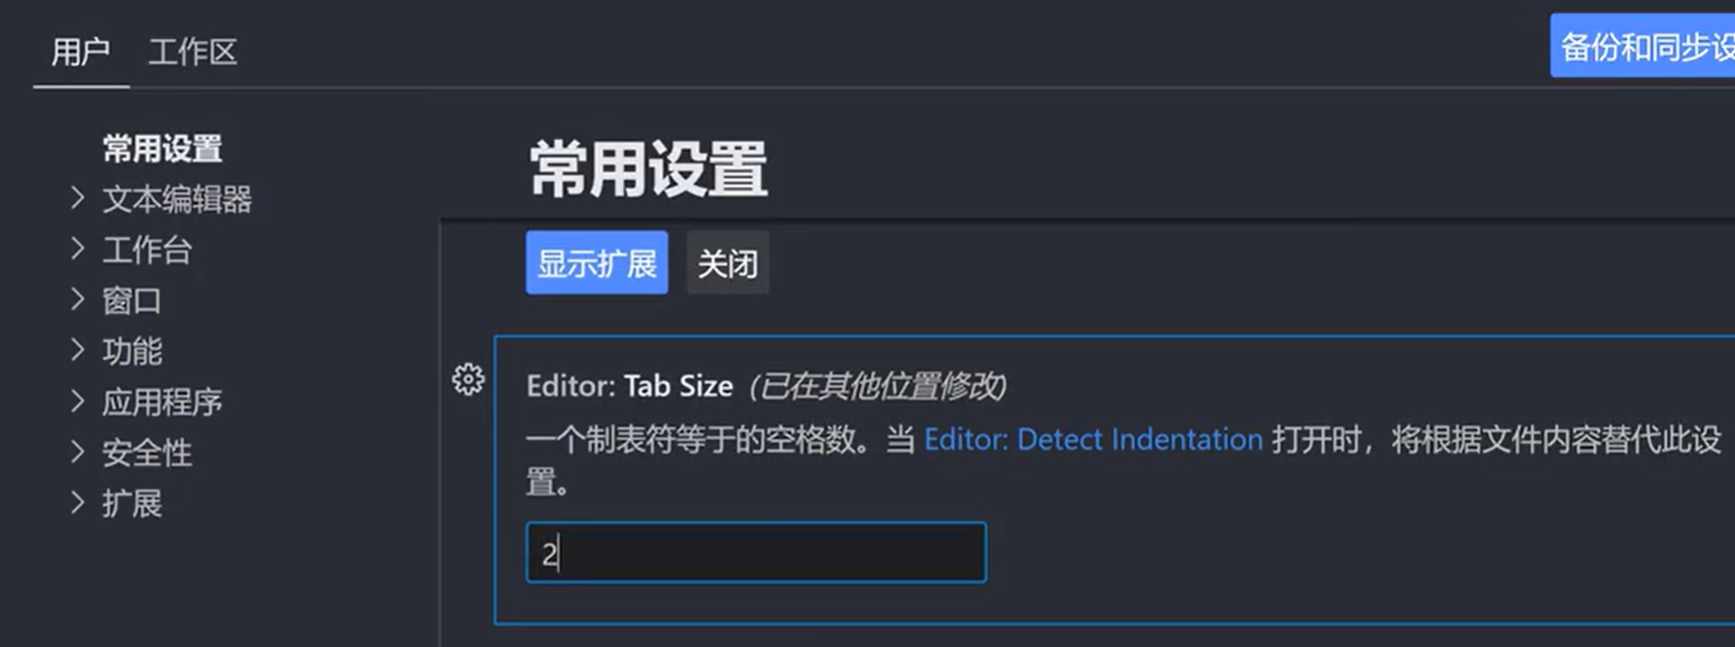 用户 工作区
备份和同步设
常用设置
文本编辑器
工作台
窗口
功能
应用程序
安全性
扩展
常用设置
显示扩展 关闭
Editor: Tab Size (已在其他位置修改)
一个制表符等于的空格数。当 Editor: Detect Indentation 打开时，将根据文件内容替代此设
置。
2